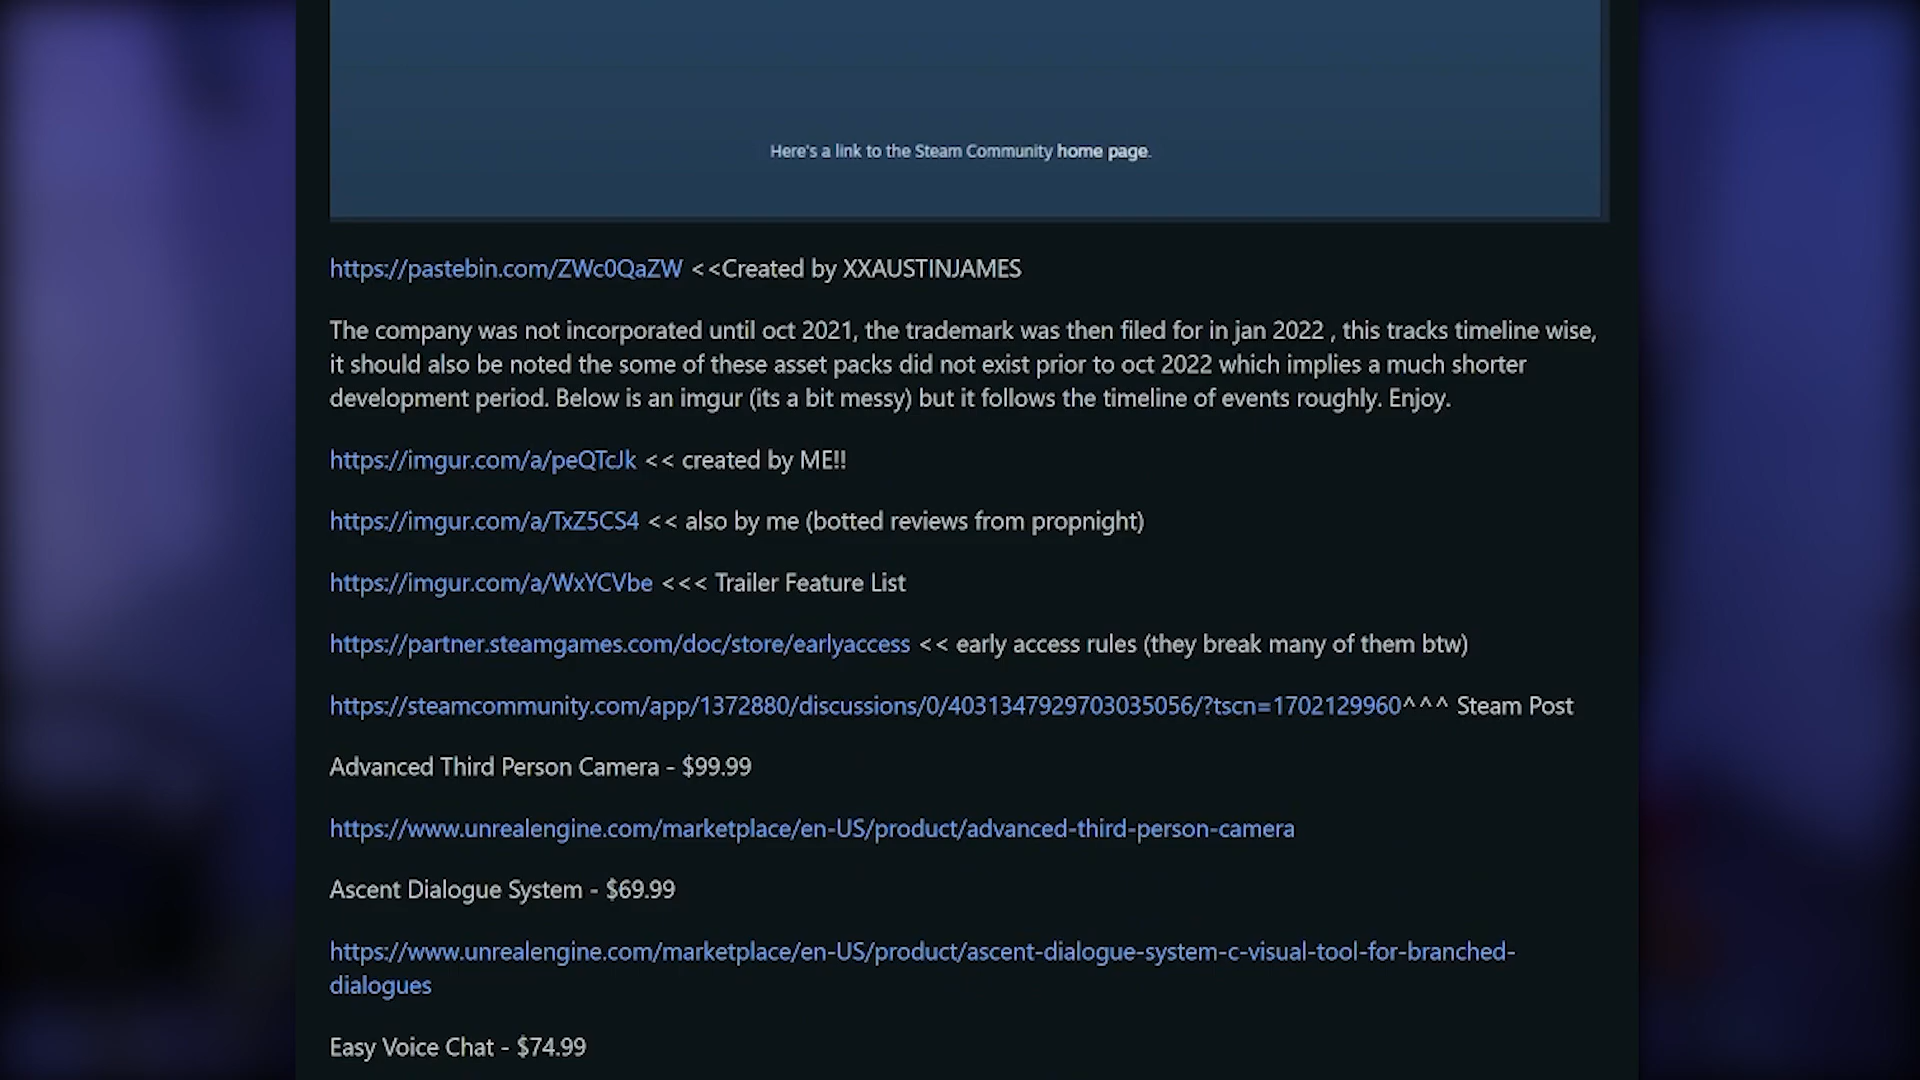 Here's a link to the Steam Community home page.
https://pastebin.com/ZWc0QaZW <<Created by XXAUSTINJAMES
The company was not incorporated until oct 2021, the trademark was then filed for in jan 2022 , this tracks timeline wise,
it should also be noted the some of these asset packs did not exist prior to oct 2022 which implies a much shorter
development period. Below is an imgur (its a bit messy) but it follows the timeline of events roughly. Enjoy.
https://imgur.com/a/peQTcJk << created by ME!!
https://imgur.com/a/TxZ5CS4 << also by me (botted reviews from propnight)
https://imgur.com/a/WxYCVbe <<< Trailer Feature List
https://partner.steamgames.com/doc/store/earlyaccess << early access rules (they break many of them btw)
https://steamcommunity.com/app/1372880/discussions/0/4031347929703035056/?tscn=1702129960^^^ Steam Post
Advanced Third Person Camera - $99.99
https://www.unrealengine.com/marketplace/en-US/product/advanced-third-person-camera
Ascent Dialogue System - $69.99
https://www.unrealengine.com/marketplace/en-US/product/ascent-dialogue-system-c-visual-tool-for-branched-
dialogues
Easy Voice Chat - $74.99